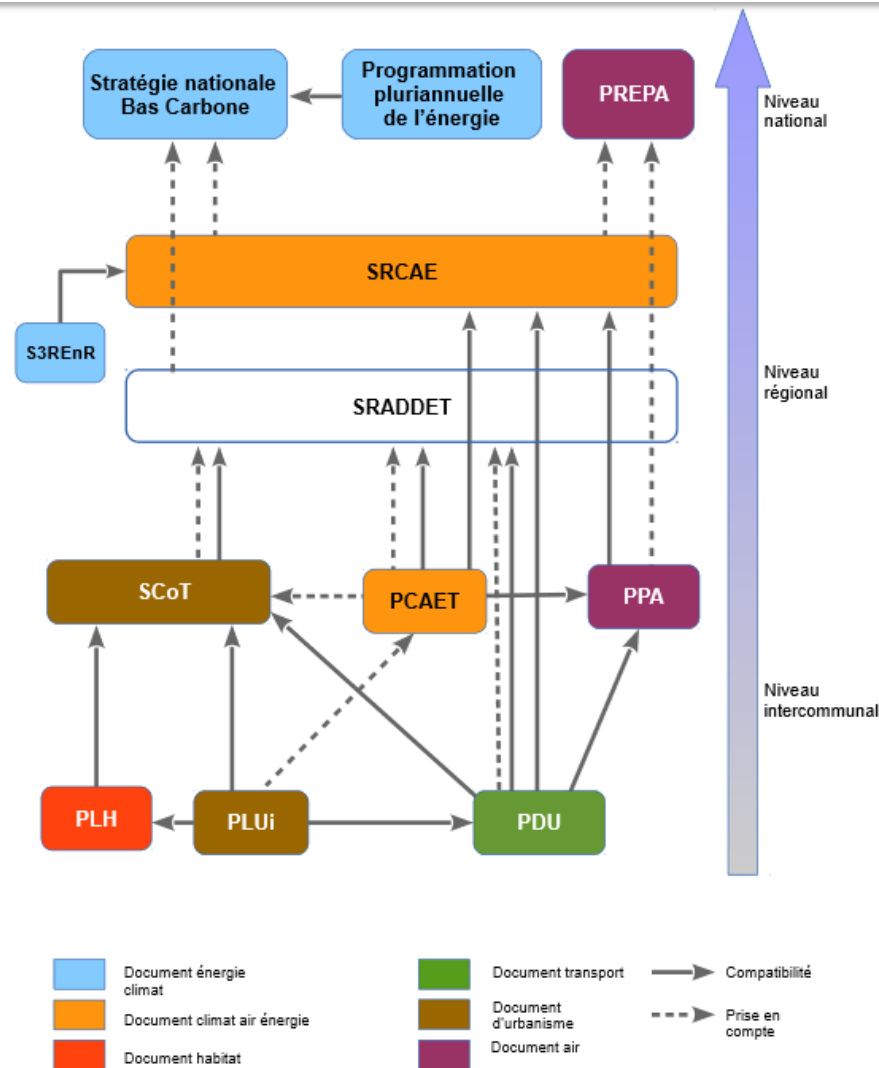 Stratégie nationale
Bas Carbone
Programmation
pluriannuelle
de l'énergie
PREPA
Niveau
national
SRCAE
S3REnR
Niveau
régional
SRADDET
SCoT
PCAET
PPA
Niveau
intercommunal
PLH
PLUi
PDU
Document énergie
climat
Document climat air énergie
Document habitat
Document transport
Document
d'urbanisme
Document air
Compatibilité
Prise en
compte